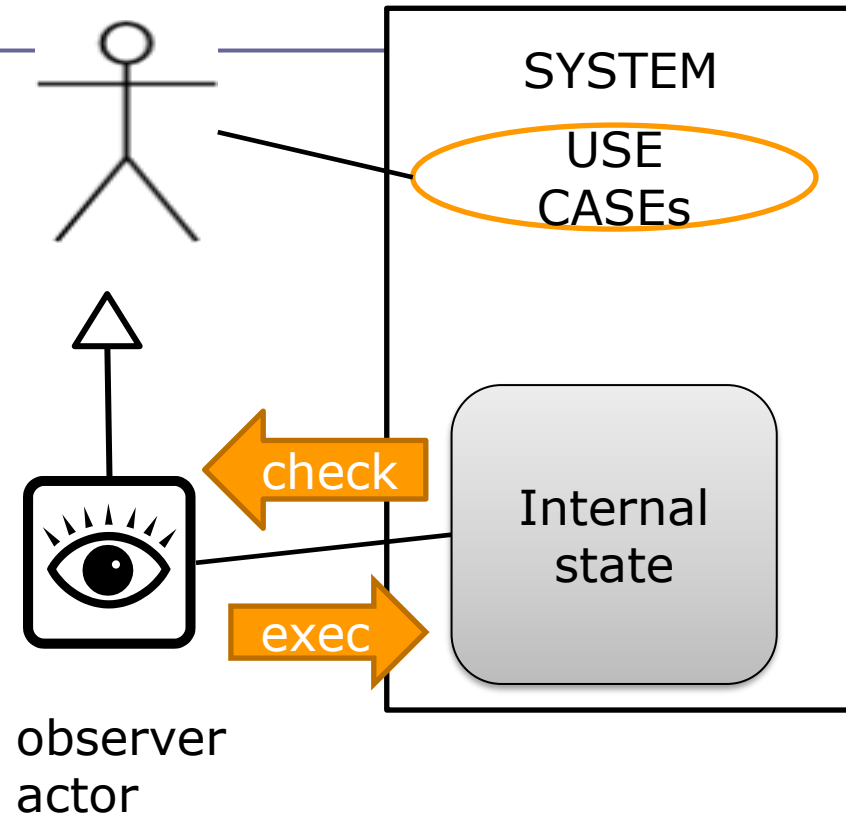 SYSTEM
USE
CASEs
check
Internal
state
exec
observer
actor